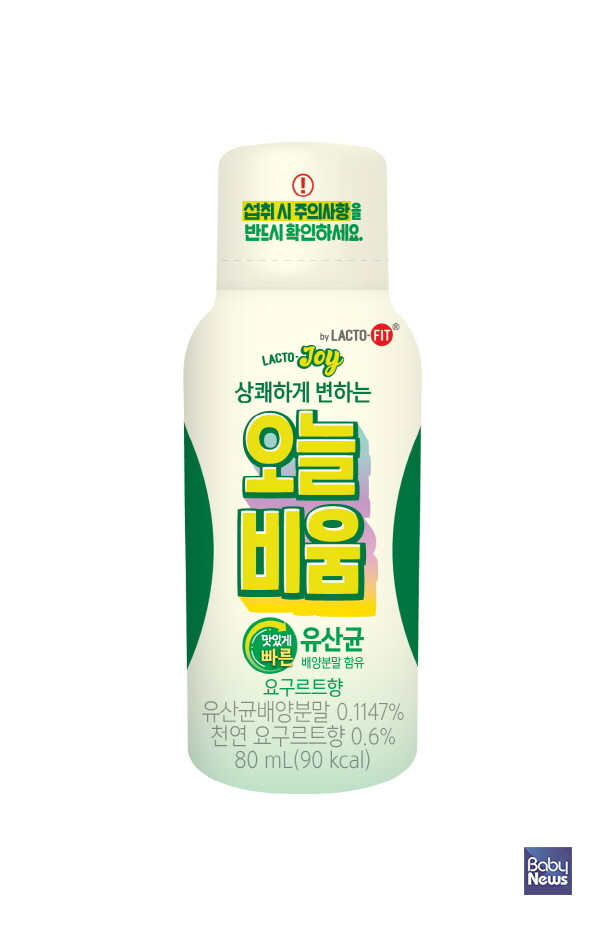 !
섭취 시 주의사항을
반드시 확인하세요.
by LACTO-FIT®
LACTO-Joy
상쾌하게 변하는
오늘
비움
맛있게
빠른
유산균
배양분말 함유
요구르트향
유산균배양분말 0.1147%
천연 요구르트향 0.6%
80 mL(90 kcal)
Baby
News